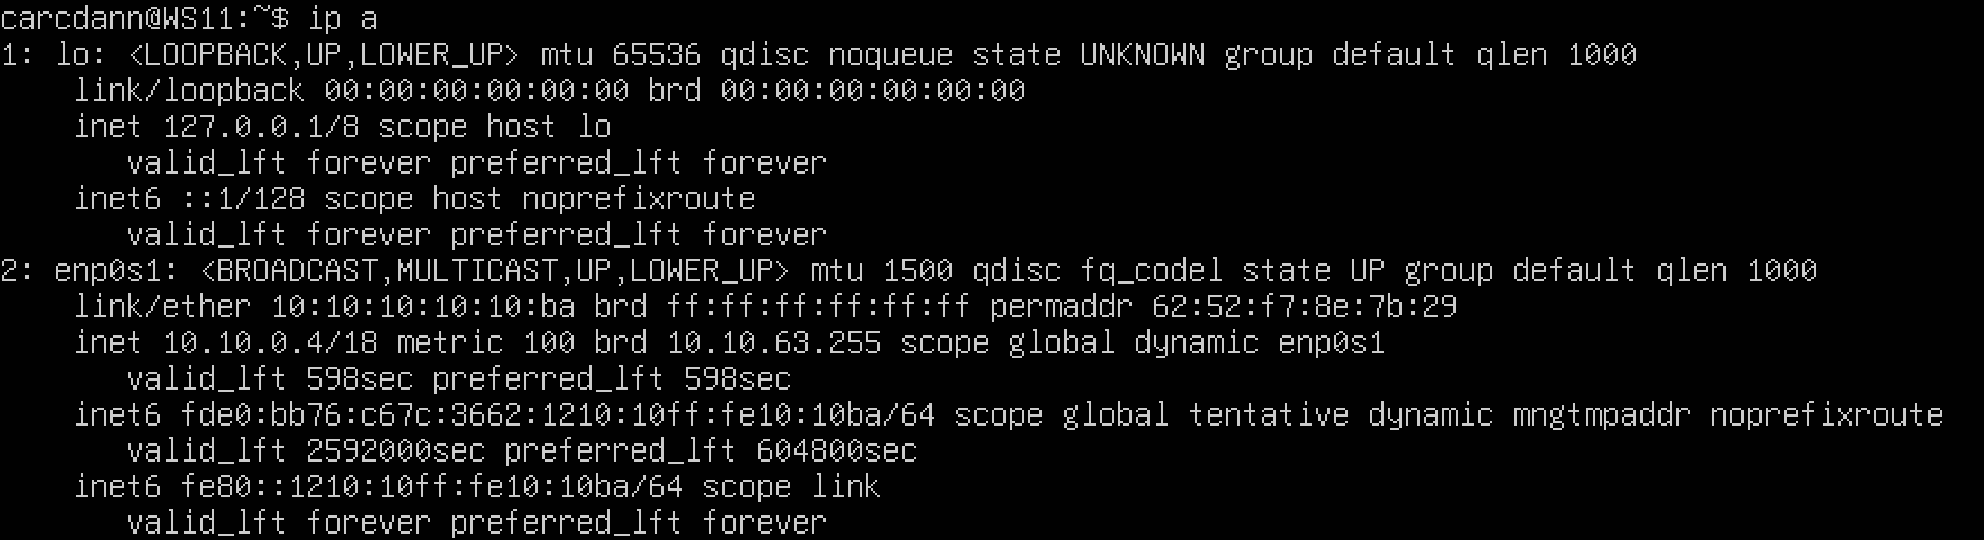 carcdann@WS11:~$ ip a
1: lo: <LOOPBACK,UP,LOWER_UP> mtu 65536 qdisc noqueue state UNKNOWN group default qlen 1000
    link/loopback 00:00:00:00:00:00 brd 00:00:00:00:00:00
    inet 127.0.0.1/8 scope host lo
       valid_lft forever preferred_lft forever
    inet6 ::1/128 scope host noprefixroute
       valid_lft forever preferred_lft forever
2: enp0s1: <BROADCAST,MULTICAST,UP,LOWER_UP> mtu 1500 qdisc fq_codel state UP group default qlen 1000
    link/ether 10:10:10:10:10:ba brd ff:ff:ff:ff:ff:ff permaddr 62:52:f7:8e:7b:29
    inet 10.10.0.4/18 metric 100 brd 10.10.63.255 scope global dynamic enp0s1
       valid_lft 598sec preferred_lft 598sec
    inet6 fde0:bb76:c67c:3662:1210:10ff:fe10:10ba/64 scope global tentative dynamic mngtmpaddr noprefixroute
       valid_lft 2592000sec preferred_lft 604800sec
    inet6 fe80::1210:10ff:fe10:10ba/64 scope link
       valid_lft forever preferred_lft forever